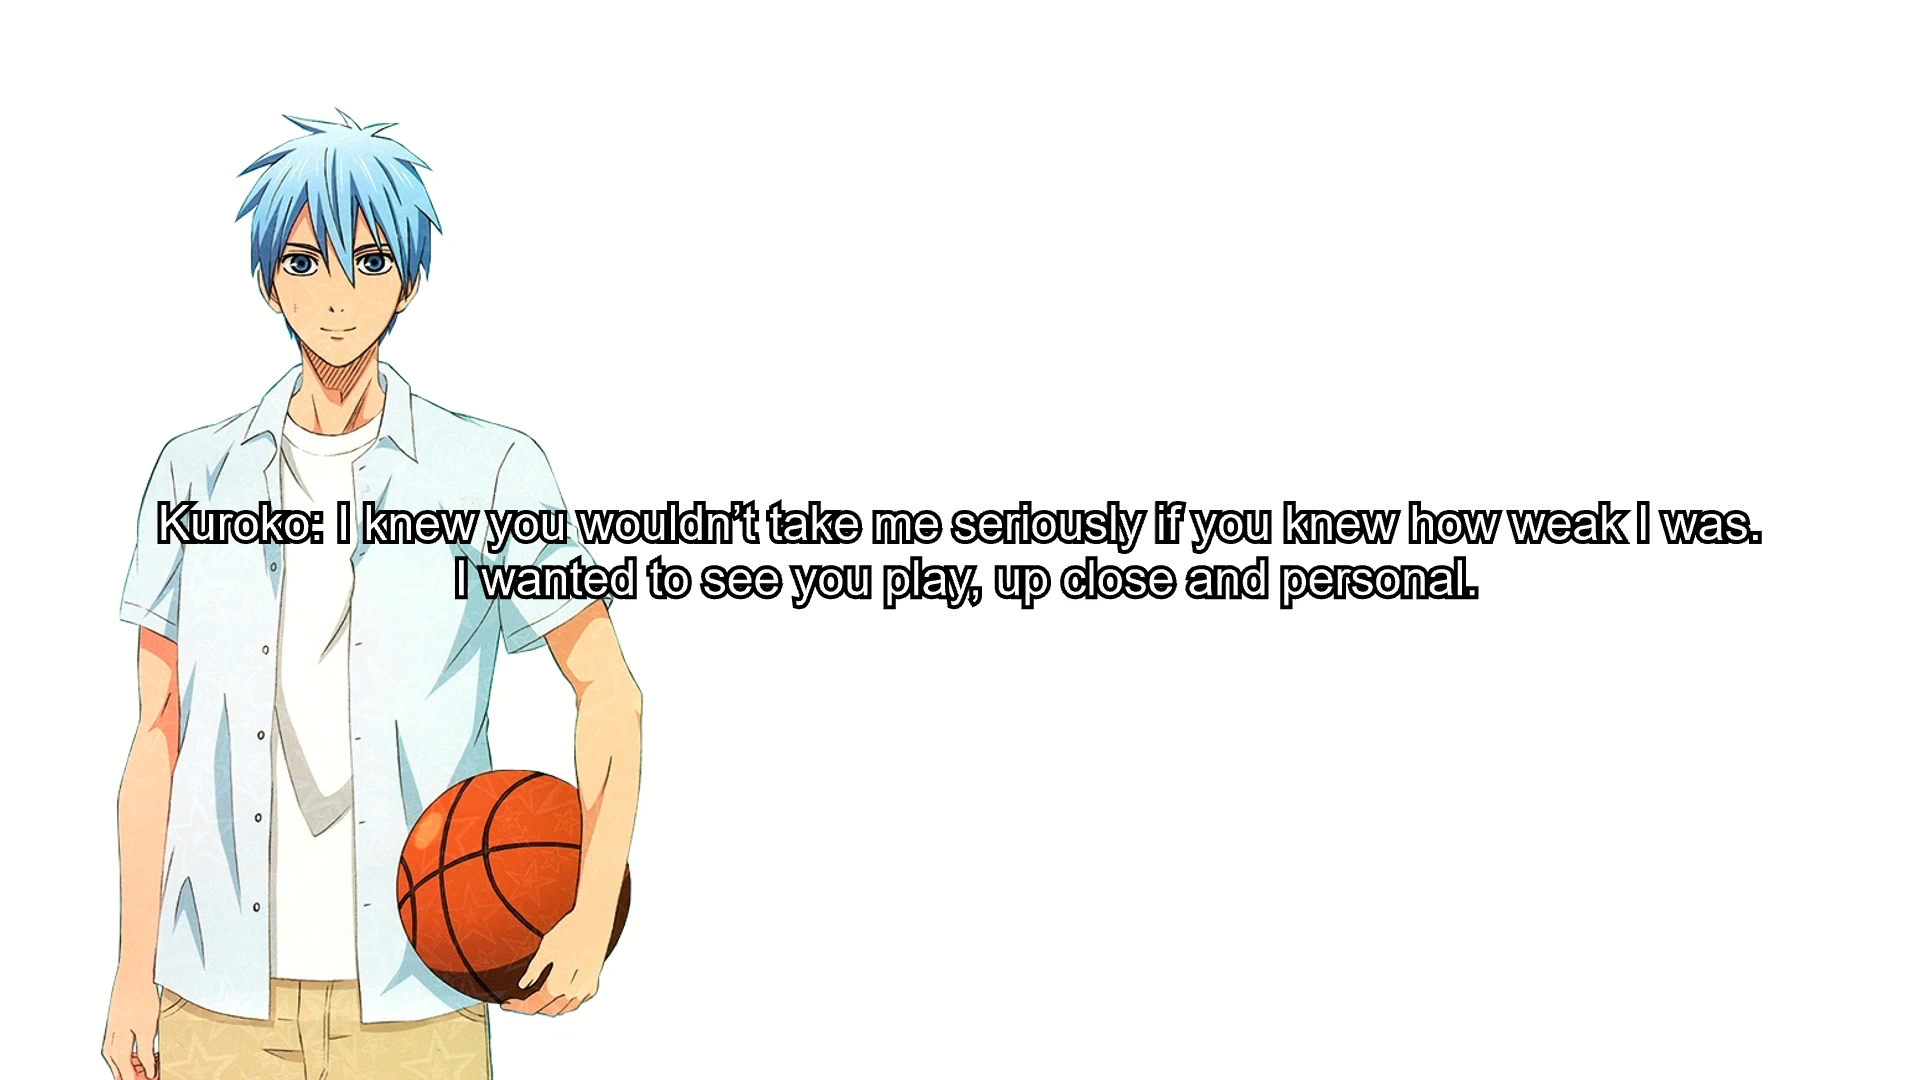 Kuroko: I knew you wouldn’t take me seriously if you knew how weak I was.
I wanted to see you play, up close and personal.